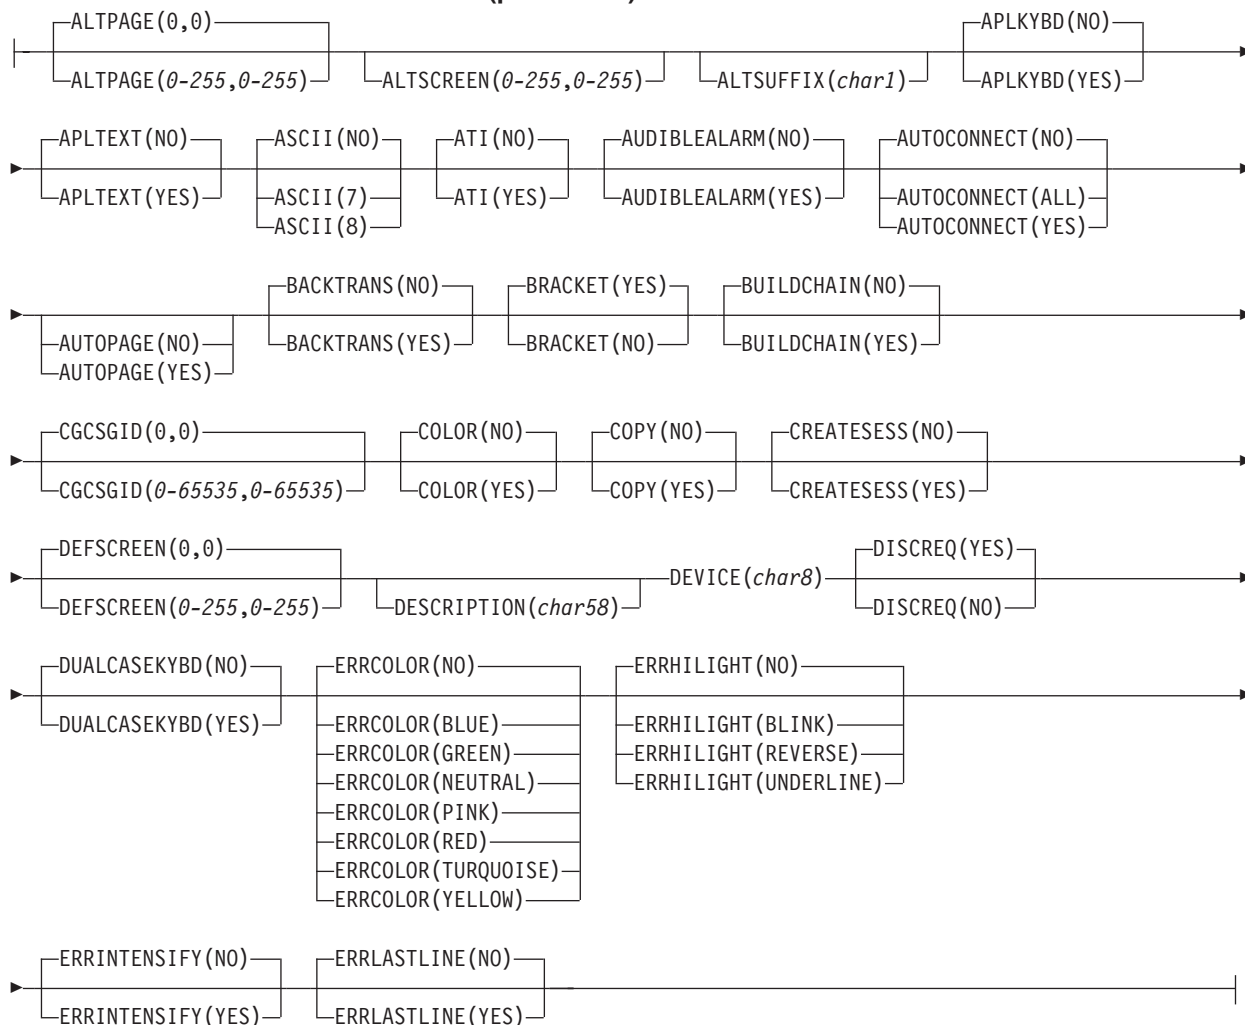 ALTPAGE(0,0) APLKYBD(NO)
ALTPAGE(0-255,0-255) ALTSCREEN(0-255,0-255) ALTSUFFIX(char1) APLKYBD(YES)
APLTEXT(NO) ASCII(NO) ATI(NO) AUDIBLEALARM(NO) AUTOCONNECT(NO)
APLTEXT(YES) ASCII(7) ATI(YES) AUDIBLEALARM(YES) AUTOCONNECT(ALL)
ASCII(8) AUTOCONNECT(YES)
BACKTRANS(NO) BRACKET(YES) BUILDCHAIN(NO)
AUTOPAGE(NO) BACKTRANS(YES) BRACKET(NO) BUILDCHAIN(YES)
AUTOPAGE(YES)
CGCSGID(0,0) COLOR(NO) COPY(NO) CREATESESS(NO)
CGCSGID(0-65535,0-65535) COLOR(YES) COPY(YES) CREATESESS(YES)
DEFSCREEN(0,0) DISCREQ(YES)
DEVICE(char8)
DEFSCREEN(0-255,0-255) DESCRIPTION(char58) DISCREQ(NO)
DUALCASEKYBD(NO) ERRCOLOR(NO) ERRHILIGHT(NO)
DUALCASEKYBD(YES) ERRCOLOR(BLUE) ERRHILIGHT(BLINK)
ERRCOLOR(GREEN) ERRHILIGHT(REVERSE)
ERRCOLOR(NEUTRAL) ERRHILIGHT(UNDERLINE)
ERRCOLOR(PINK)
ERRCOLOR(RED)
ERRCOLOR(TURQUOISE)
ERRCOLOR(YELLOW)
ERRINTENSIFY(NO) ERRLASTLINE(NO)
ERRINTENSIFY(YES) ERRLASTLINE(YES)